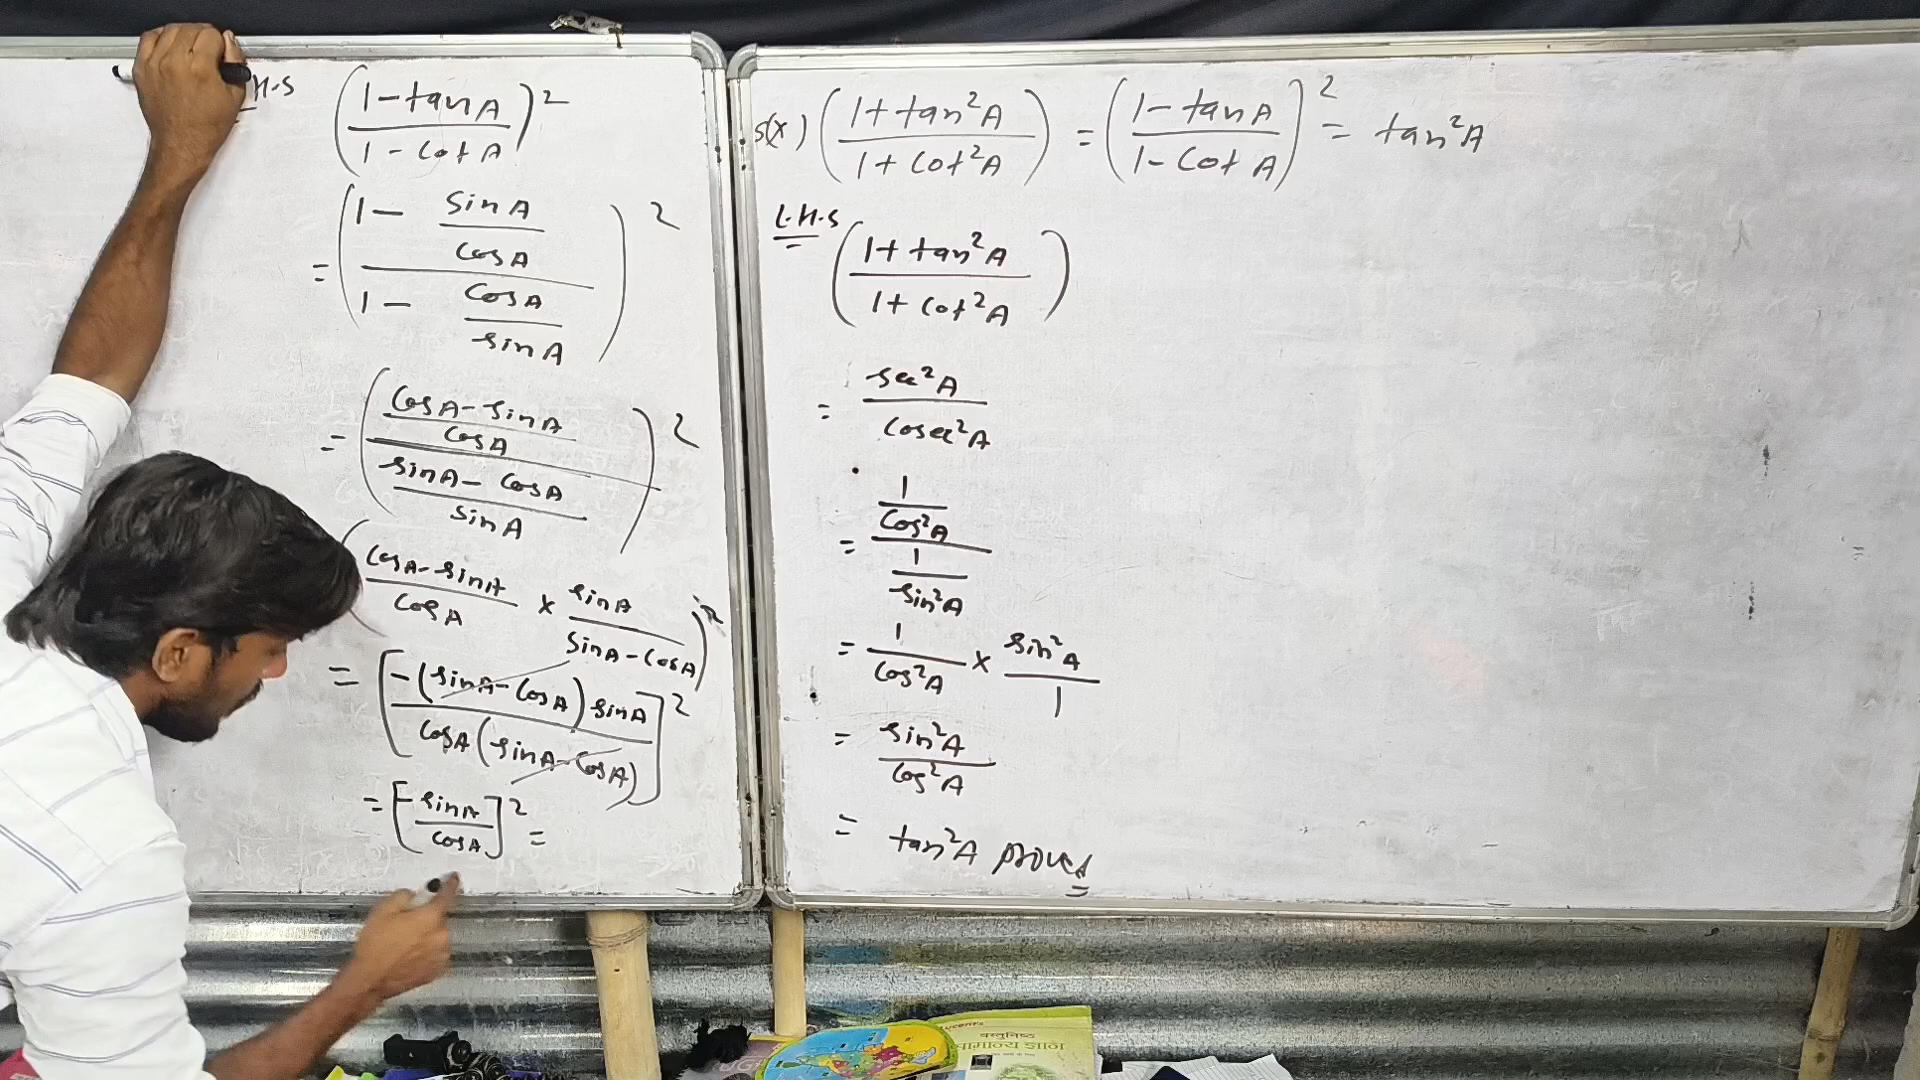 H.S (1-tanA / 1-cotA)²
= (1- sinA/cosA / 1- cosA/sinA)²
= (cosA-sinA/cosA / sinA-cosA/sinA)²
(cosA-sinA/cosA × sinA/sinA-cosA)²
= [-(sinA-cosA) sinA / cosA(sinA-cosA)]²
= [-sinA/cosA]² =
5(x) (1+tan²A / 1+cot²A) = (1-tanA / 1-cotA)² = tan²A
L.H.S (1+tan²A / 1+cot²A)
= sec²A / cosec²A
= 1/cos²A / 1/sin²A
= 1/cos²A × sin²A/1
= sin²A / cos²A
= tan²A proved
वस्तुनिष्ठ
सामान्य ज्ञान